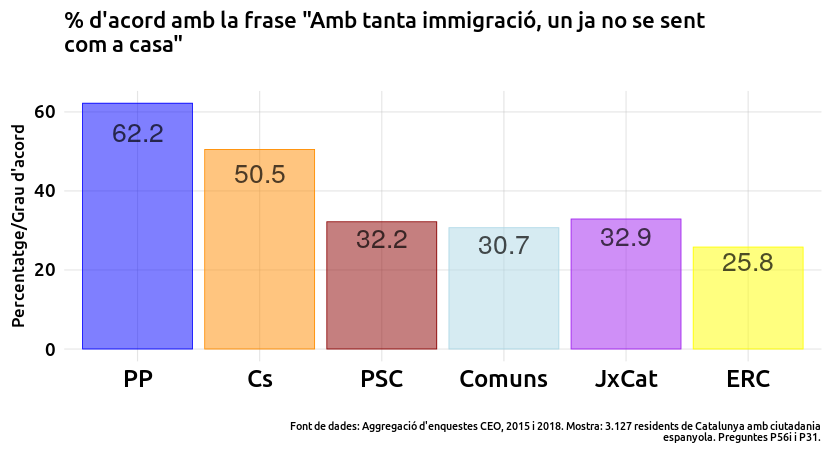 % d'acord amb la frase "Amb tanta immigració, un ja no se sent
com a casa"
Percentatge/Grau d'acord
60
40
20
0
62.2
50.5
32.2
30.7
32.9
25.8
PP
Cs
PSC
Comuns
JxCat
ERC
Font de dades: Aggregació d'enquestes CEO, 2015 i 2018. Mostra: 3.127 residents de Catalunya amb ciutadania
espanyola. Preguntes P56i i P31.